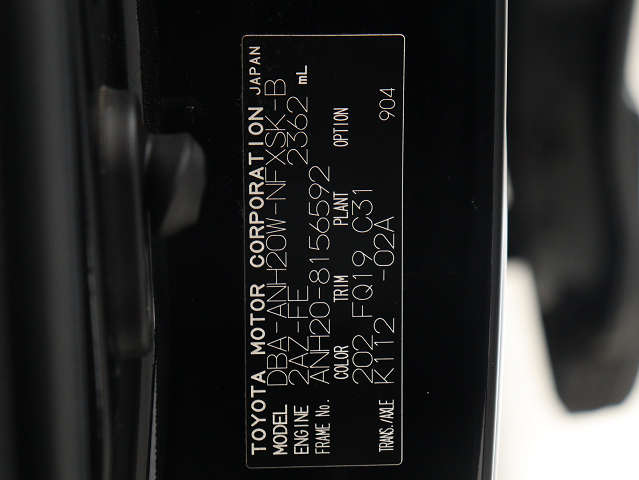 TOYOTA MOTOR CORPORATION JAPAN
MODEL DBA-ANH20W-NFXSK-B
ENGINE 2AZ-FE 2362 mL
FRAME No. ANH20-8156592
COLOR TRIM PLANT OPTION
202 FQ19 C31
TRANS./AXLE K112 -02A 904